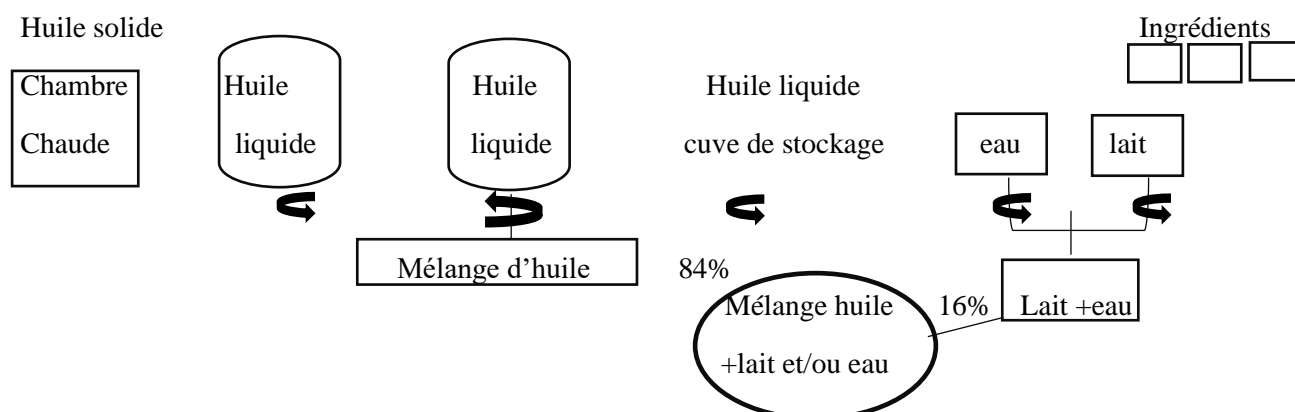 Huile solide
Ingrédients
Chambre
Chaude
Huile
liquide
Huile
liquide
Huile liquide
cuve de stockage
eau
lait
Mélange d’huile
84%
Mélange huile
+lait et/ou eau
16%
Lait +eau